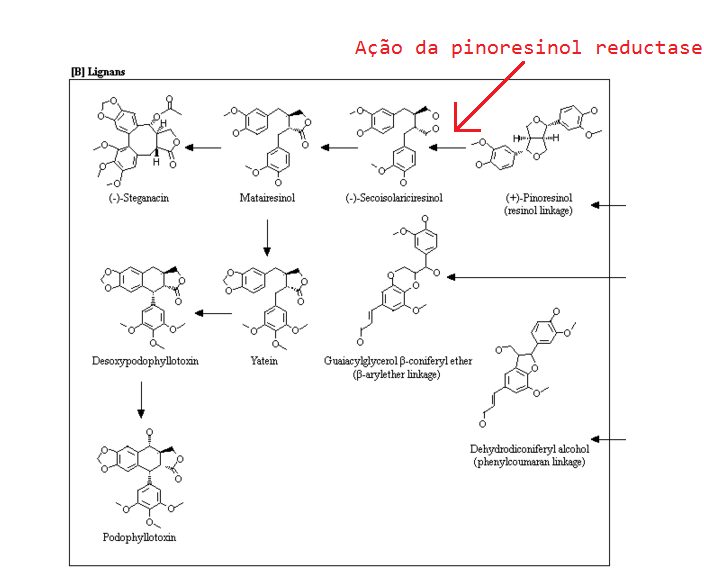 Ação da pinoresinol reductase
[B] Lignans
(-)-Steganacin
Matairesinol
(-)-Secoisolariciresinol
(+)-Pinoresinol
(resinol linkage)
Desoxypodophyllotoxin
Yatein
Guaiacylglycerol β-coniferyl ether
(β-arylether linkage)
Dehydrodiconiferyl alcohol
(phenylcoumaran linkage)
Podophyllotoxin